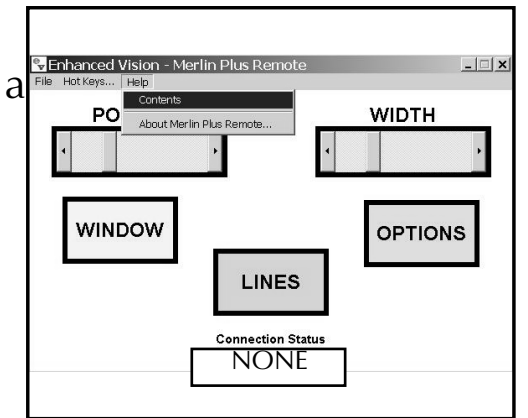 Enhanced Vision - Merlin Plus Remote
a
File Hot Keys... Help
Contents
About Merlin Plus Remote...
PO
WIDTH
WINDOW
OPTIONS
LINES
Connection Status
NONE